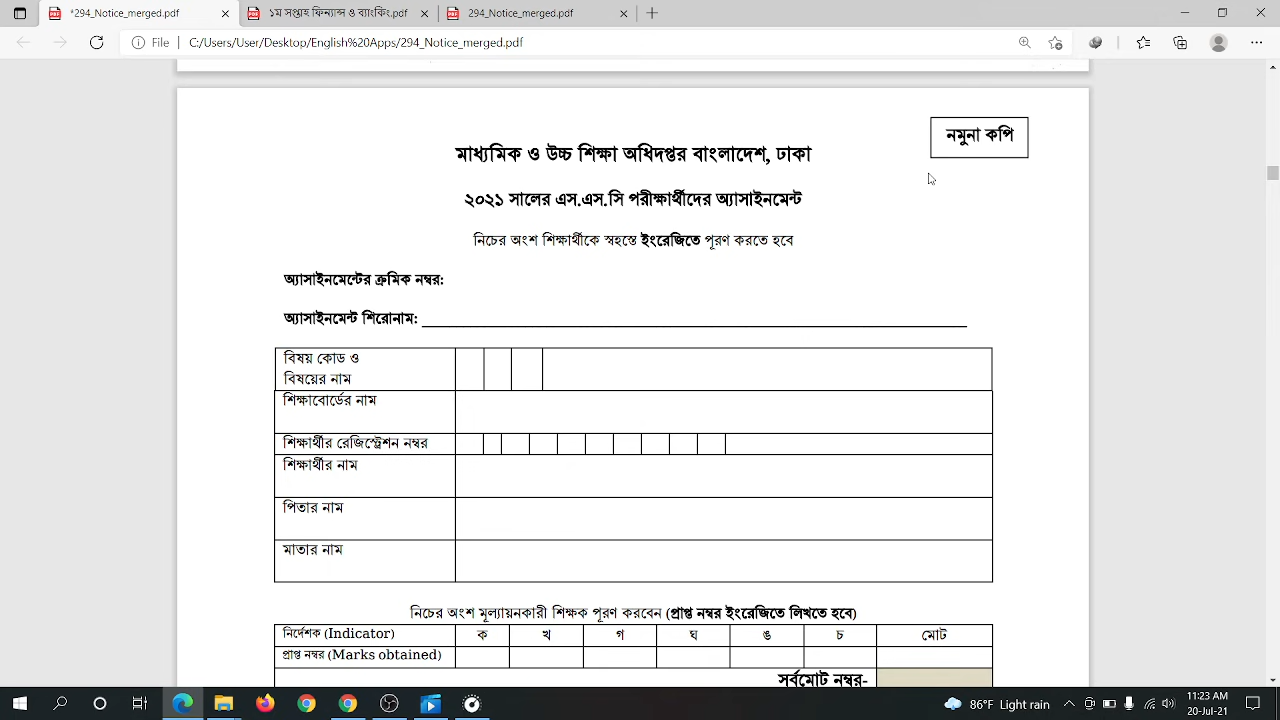 *294_Notice_merged.pdf
১ম সপ্তাহ ফিন্যান্স ও ব্যাংকিং.pdf
294_Notice_merged.pdf
File
C:/Users/User/Desktop/English%20Apps/294_Notice_merged.pdf
নমুনা কপি
মাধ্যমিক ও উচ্চ শিক্ষা অধিদপ্তর বাংলাদেশ, ঢাকা
২০২১ সালের এস.এস.সি পরীক্ষার্থীদের অ্যাসাইনমেন্ট
নিচের অংশ শিক্ষার্থীকে স্বহস্তে ইংরেজিতে পূরণ করতে হবে
অ্যাসাইনমেন্টের ক্রমিক নম্বর:
অ্যাসাইনমেন্ট শিরোনাম:
বিষয় কোড ও
বিষয়ের নাম
শিক্ষাবোর্ডের নাম
শিক্ষার্থীর রেজিস্ট্রেশন নম্বর
শিক্ষার্থীর নাম
পিতার নাম
মাতার নাম
নিচের অংশ মূল্যায়নকারী শিক্ষক পূরণ করবেন (প্রাপ্ত নম্বর ইংরেজিতে লিখতে হবে)
নির্দেশক (Indicator) ক খ গ ঘ ঙ চ মোট
প্রাপ্ত নম্বর (Marks obtained)
সর্বমোট নম্বর-
86°F Light rain
11:23 AM
20-Jul-21